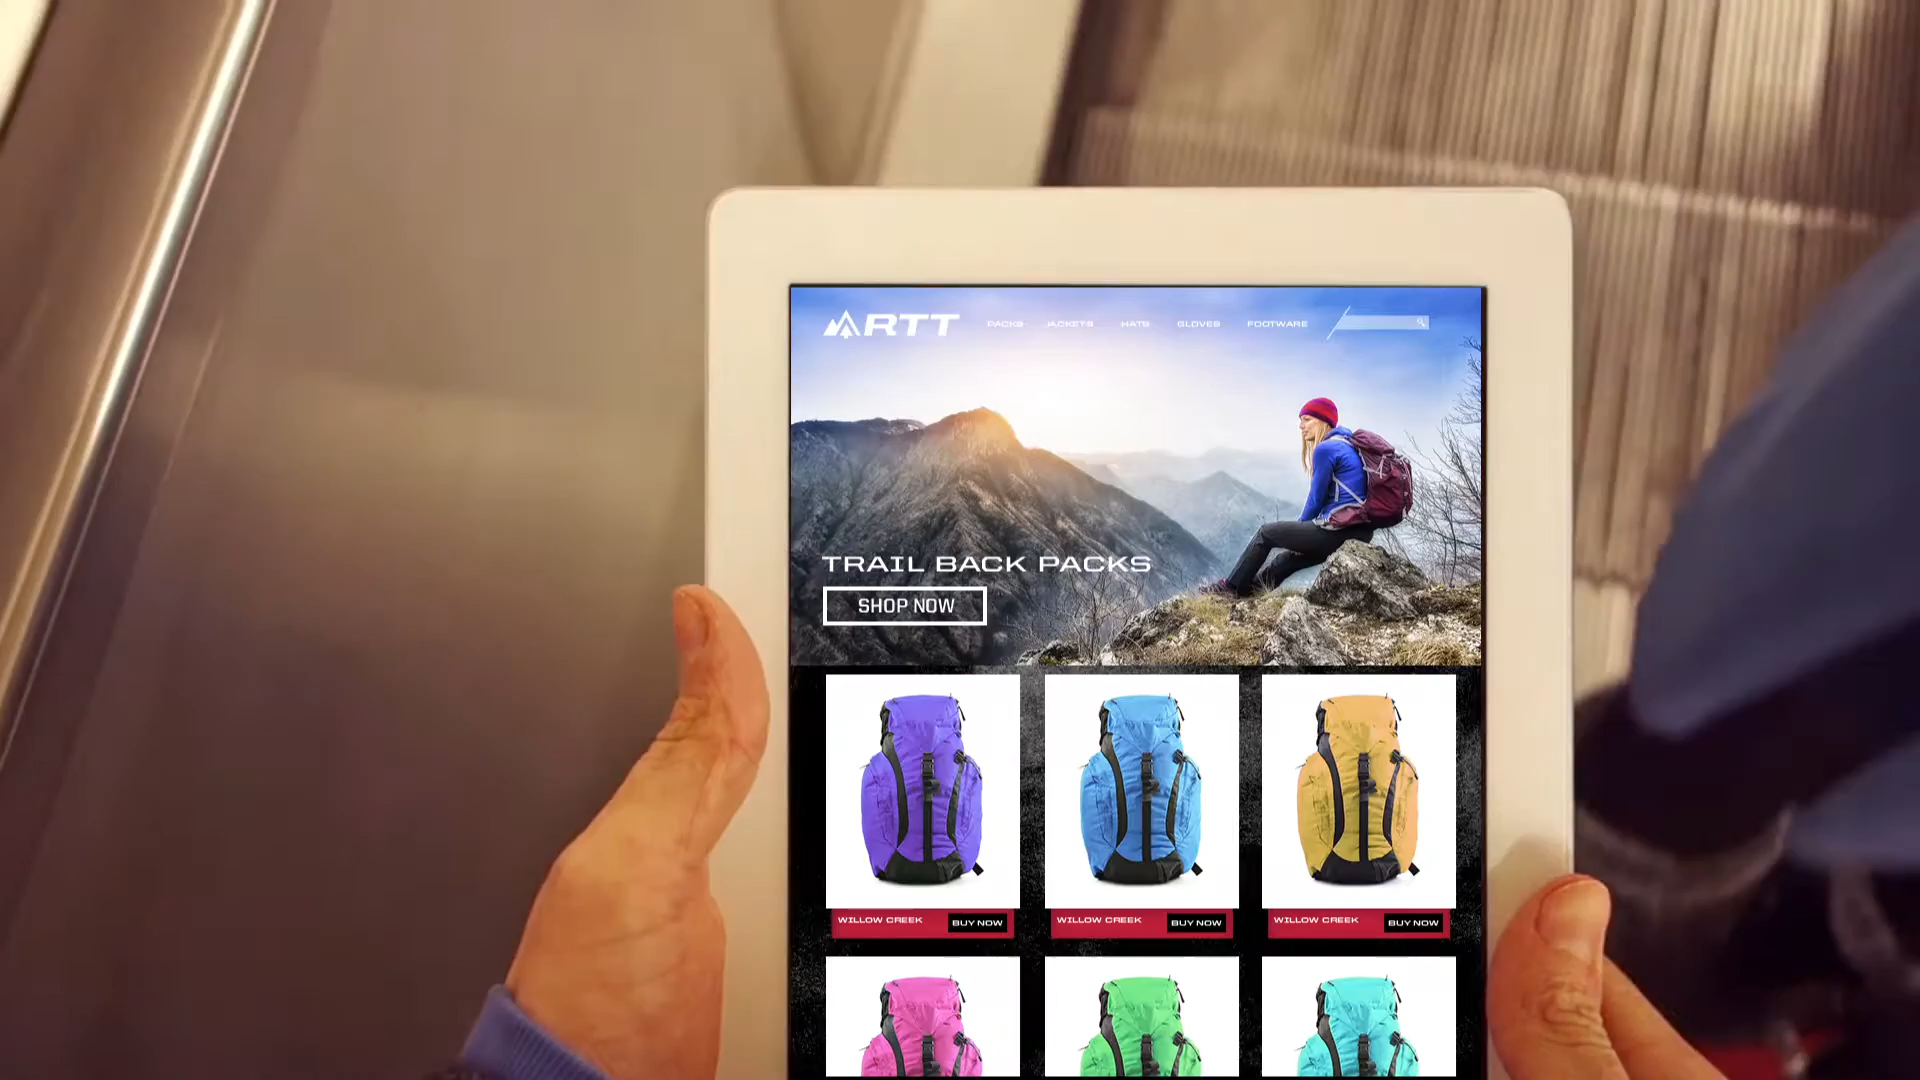 RTT PACKS JACKETS HATS GLOVES FOOTWARE
TRAIL BACK PACKS
SHOP NOW
WILLOW CREEK BUY NOW WILLOW CREEK BUY NOW WILLOW CREEK BUY NOW